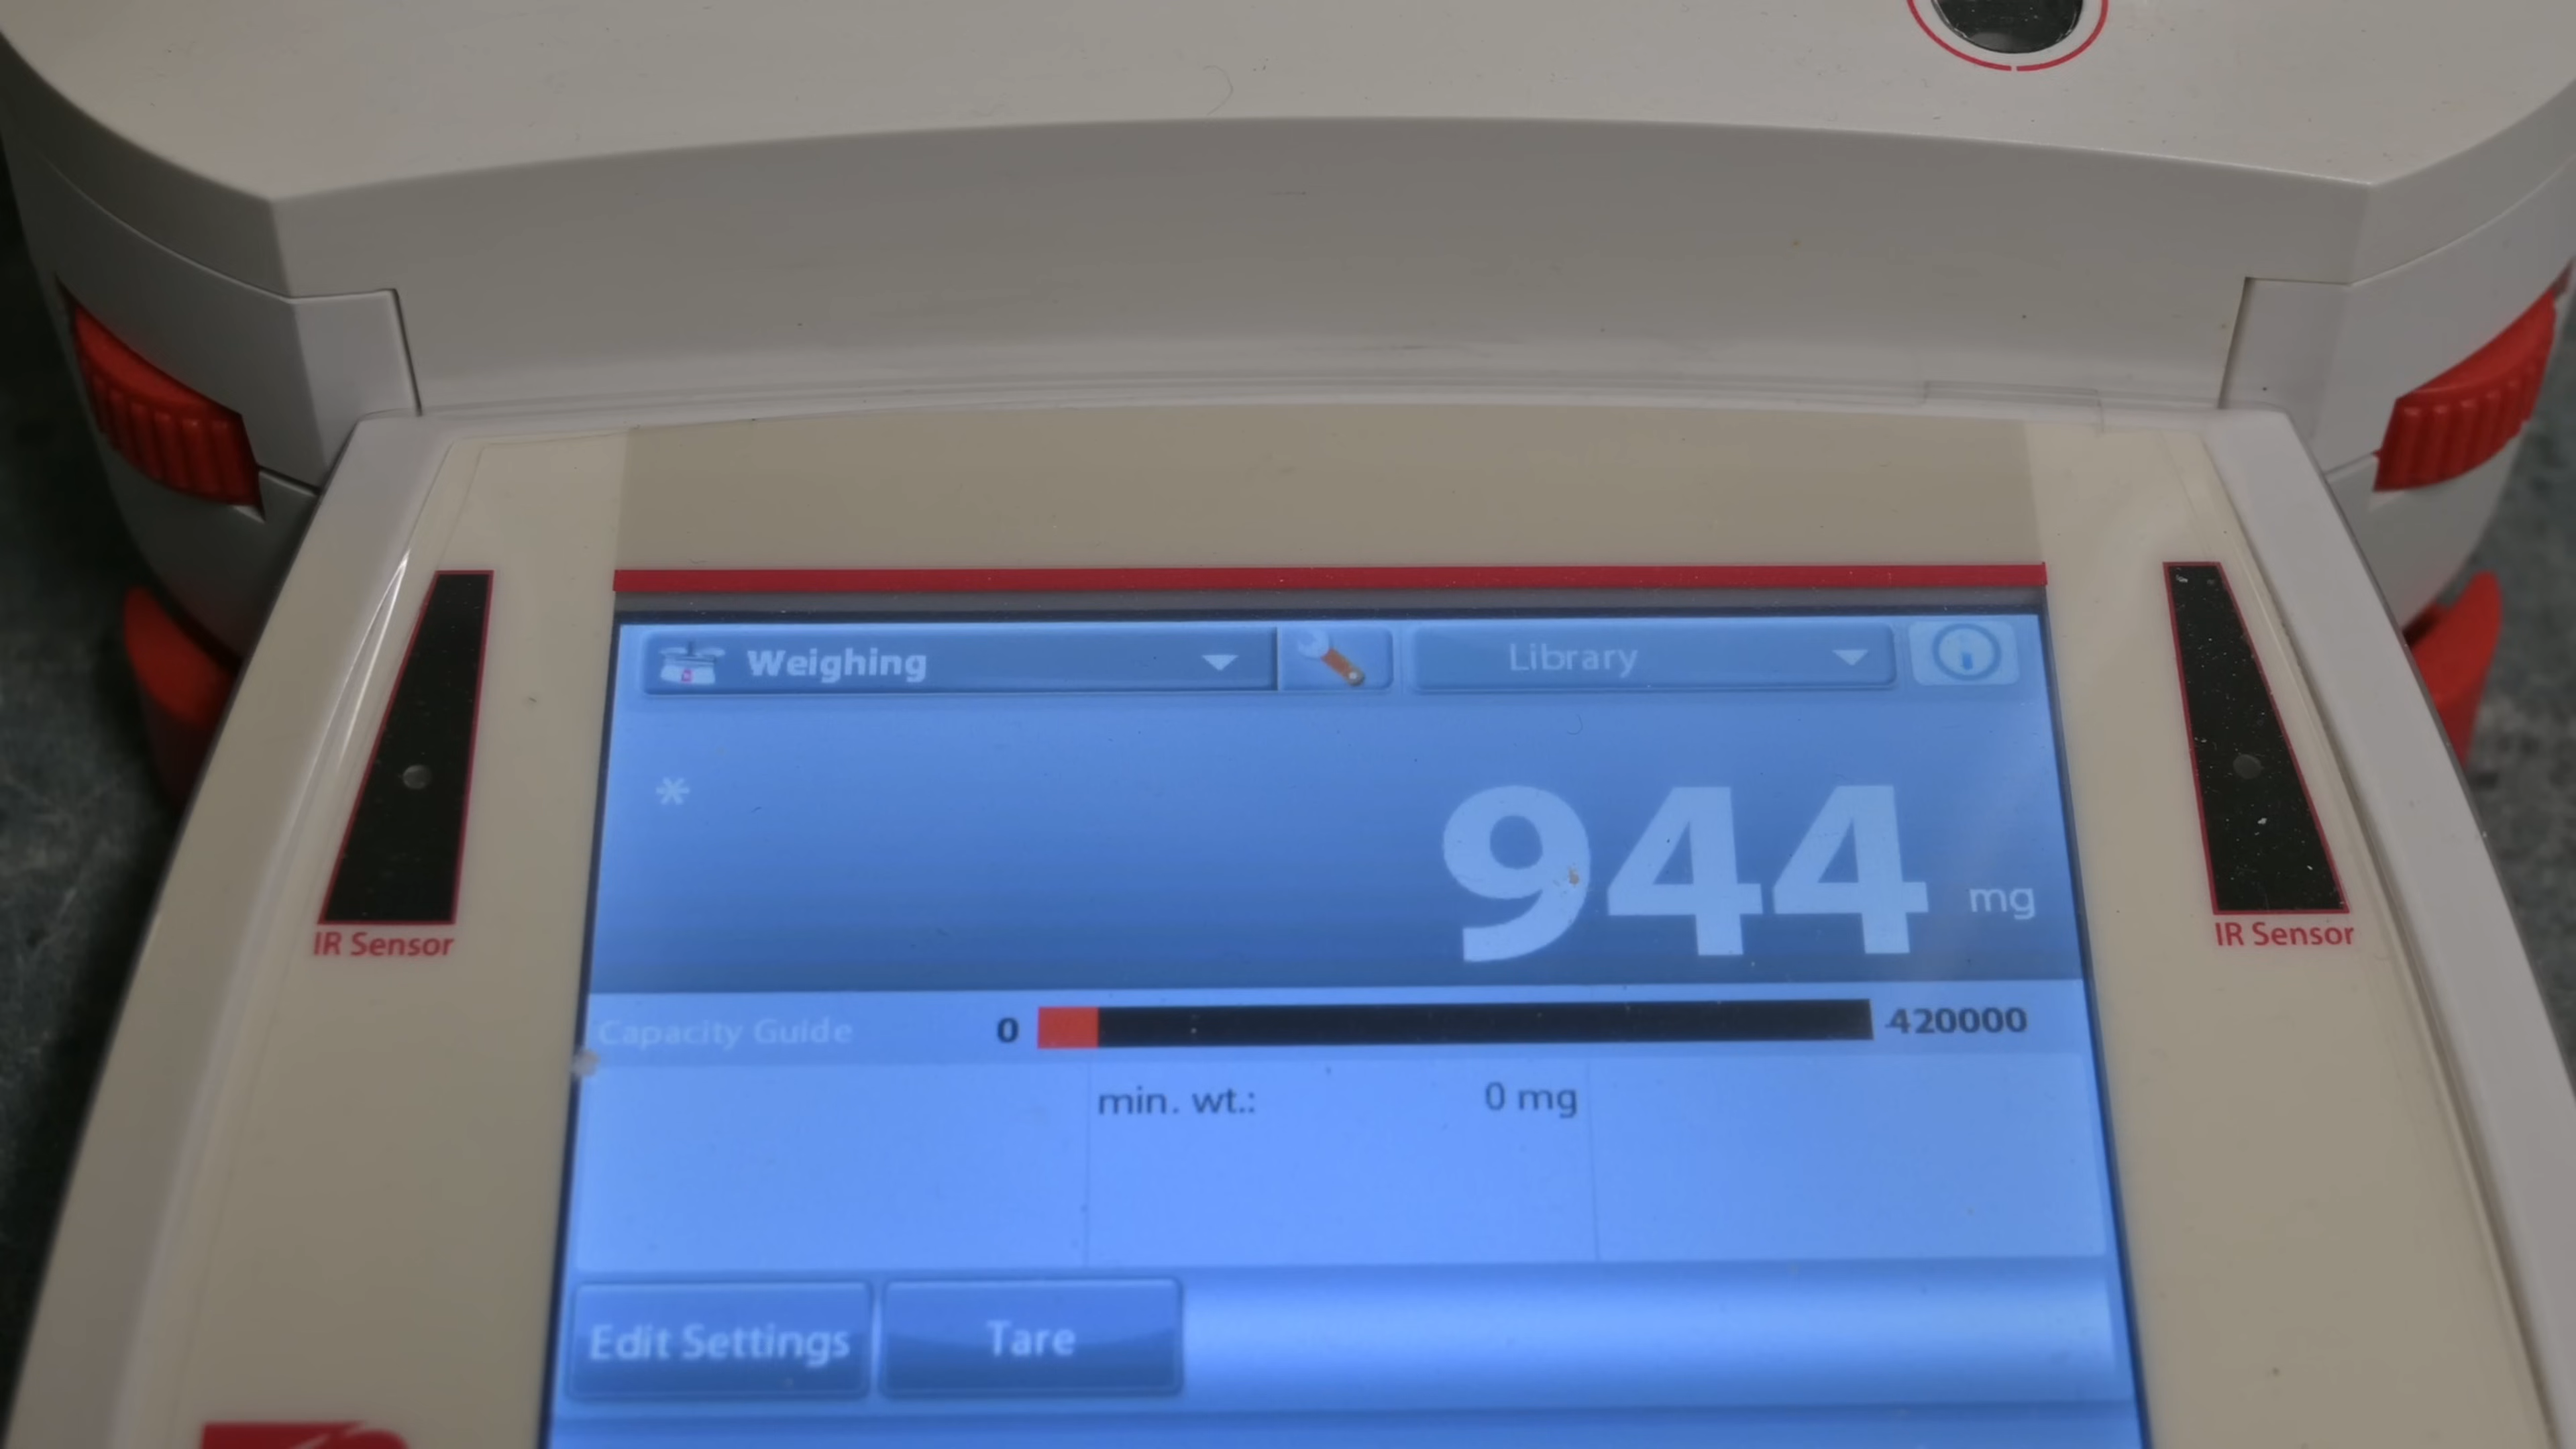 Weighing
Library
*
944 mg
IR Sensor
IR Sensor
Capacity Guide 0 420000
min. wt.: 0 mg
Edit Settings
Tare